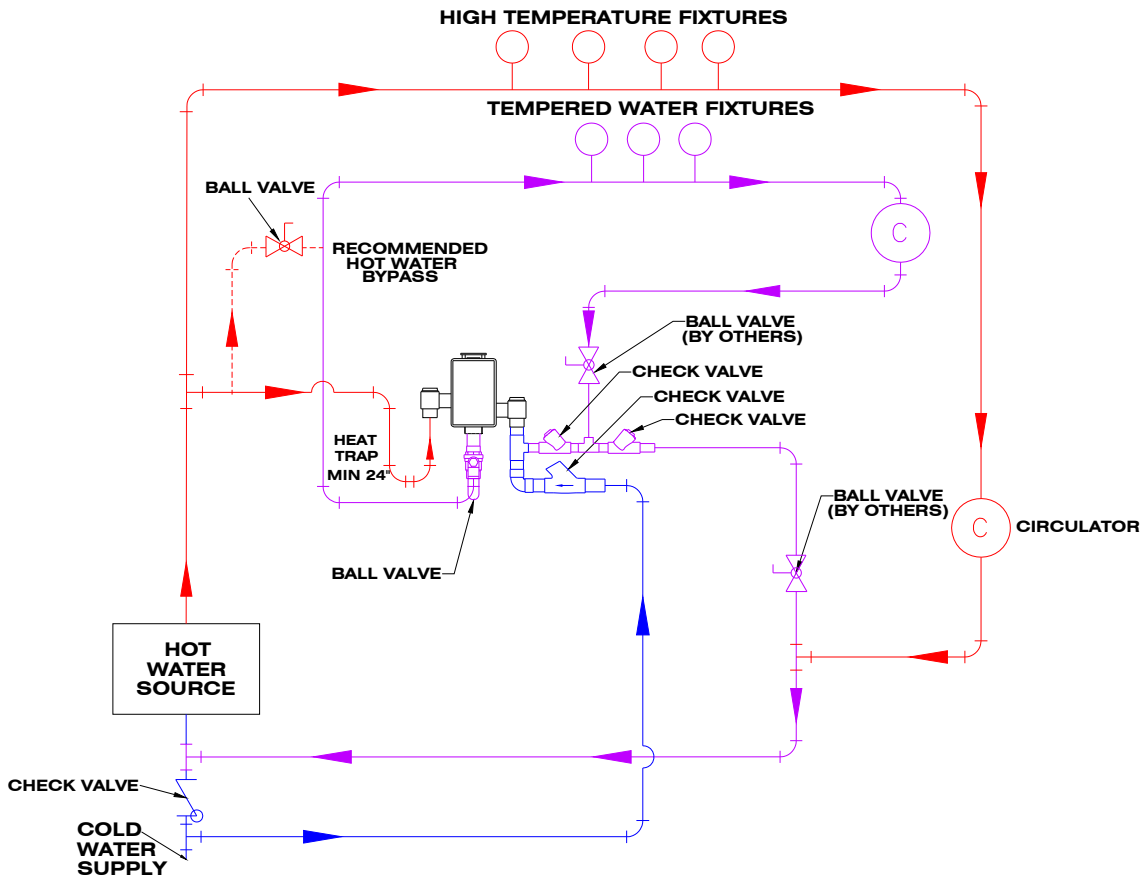 HIGH TEMPERATURE FIXTURES
TEMPERED WATER FIXTURES
BALL VALVE
RECOMMENDED
HOT WATER
BYPASS
C
BALL VALVE
(BY OTHERS)
CHECK VALVE
CHECK VALVE
CHECK VALVE
HEAT
TRAP
MIN 24"
BALL VALVE
(BY OTHERS)
C
CIRCULATOR
BALL VALVE
HOT
WATER
SOURCE
CHECK VALVE
COLD
WATER
SUPPLY